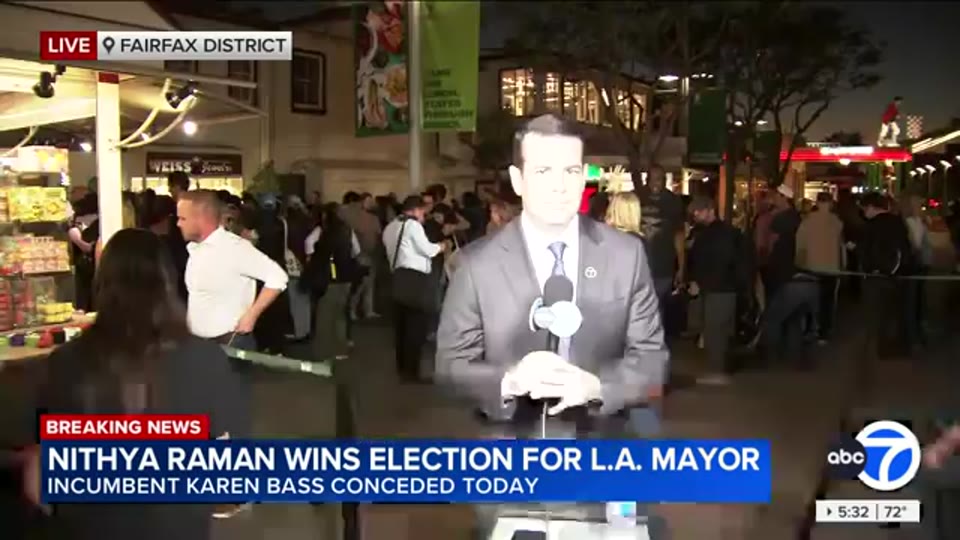 LIVE FAIRFAX DISTRICT
WEISS
BREAKING NEWS
NITHYA RAMAN WINS ELECTION FOR L.A. MAYOR
INCUMBENT KAREN BASS CONCEDED TODAY
abc 7
5:32 72°